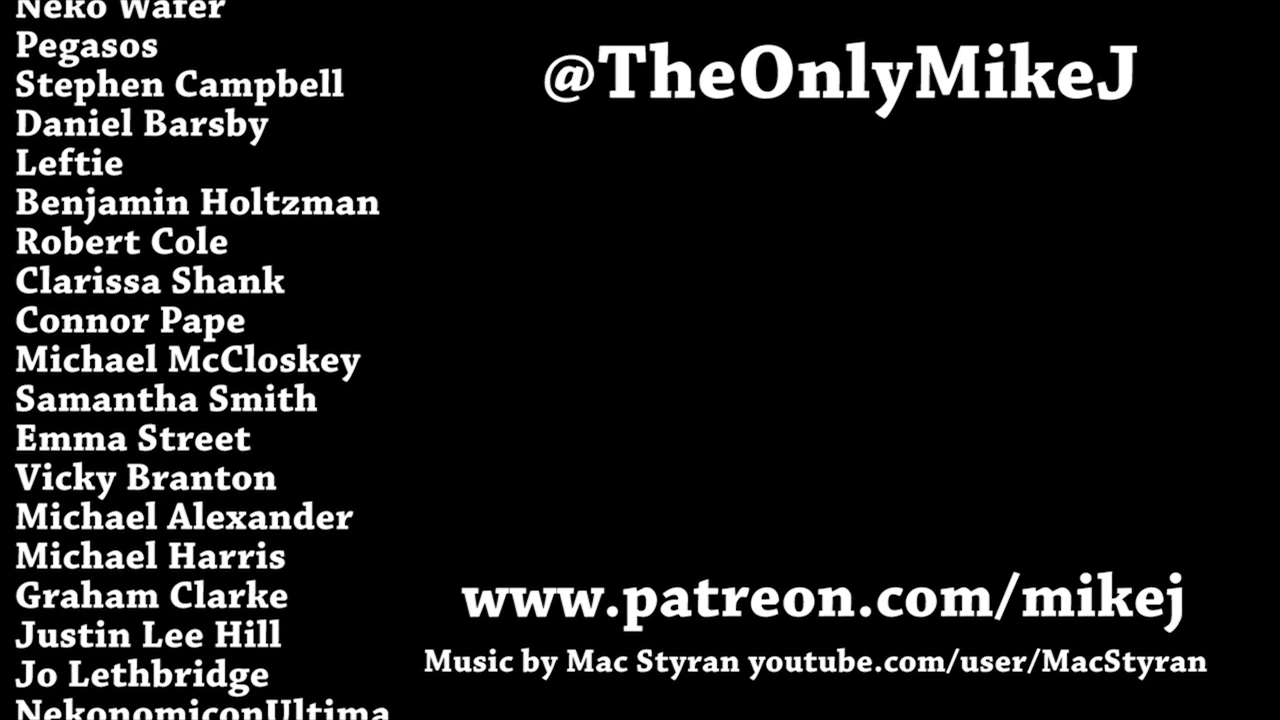 Neko Wafer
Pegasos
Stephen Campbell
Daniel Barsby
Leftie
Benjamin Holtzman
Robert Cole
Clarissa Shank
Connor Pape
Michael McCloskey
Samantha Smith
Emma Street
Vicky Branton
Michael Alexander
Michael Harris
Graham Clarke
Justin Lee Hill
Jo Lethbridge
NekonomiconUltima
@TheOnlyMikeJ
www.patreon.com/mikej
Music by Mac Styran youtube.com/user/MacStyran